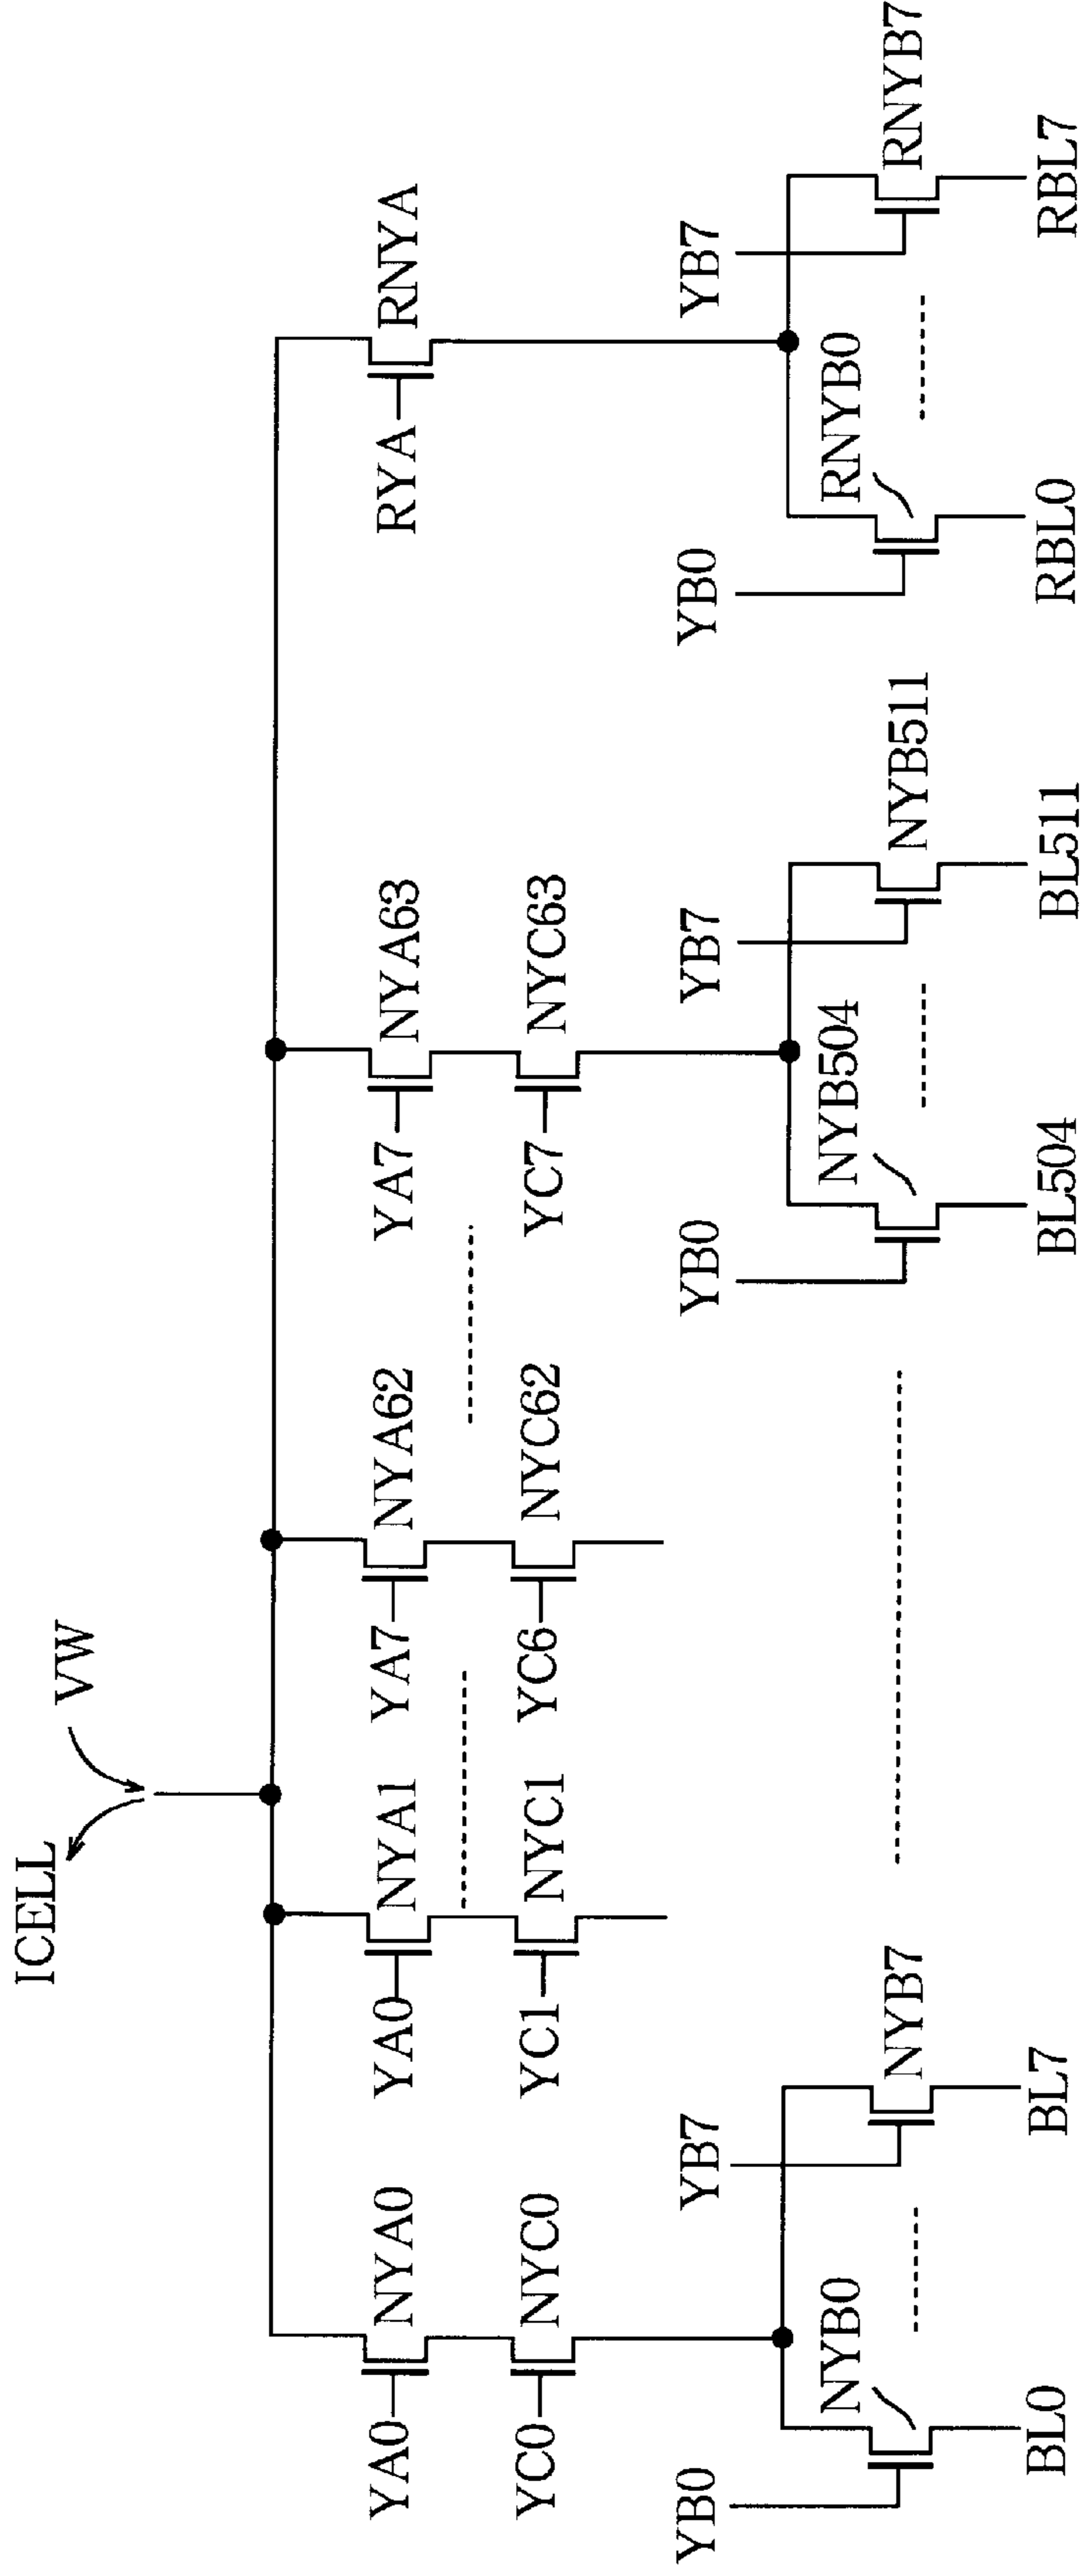 ICELL VW
YA0 NYA0 YA0 NYA1 YA7 NYA62 YA7 NYA63 RYA RNYA
YC0 NYC0 YC1 NYC1 YC6 NYC62 YC7 NYC63
YB0 YB7 YB0 YB7 YB0 YB7
NYB0 NYB7 NYB504 NYB511 RNYB0 RNYB7
BL0 BL7 BL504 BL511 RBL0 RBL7